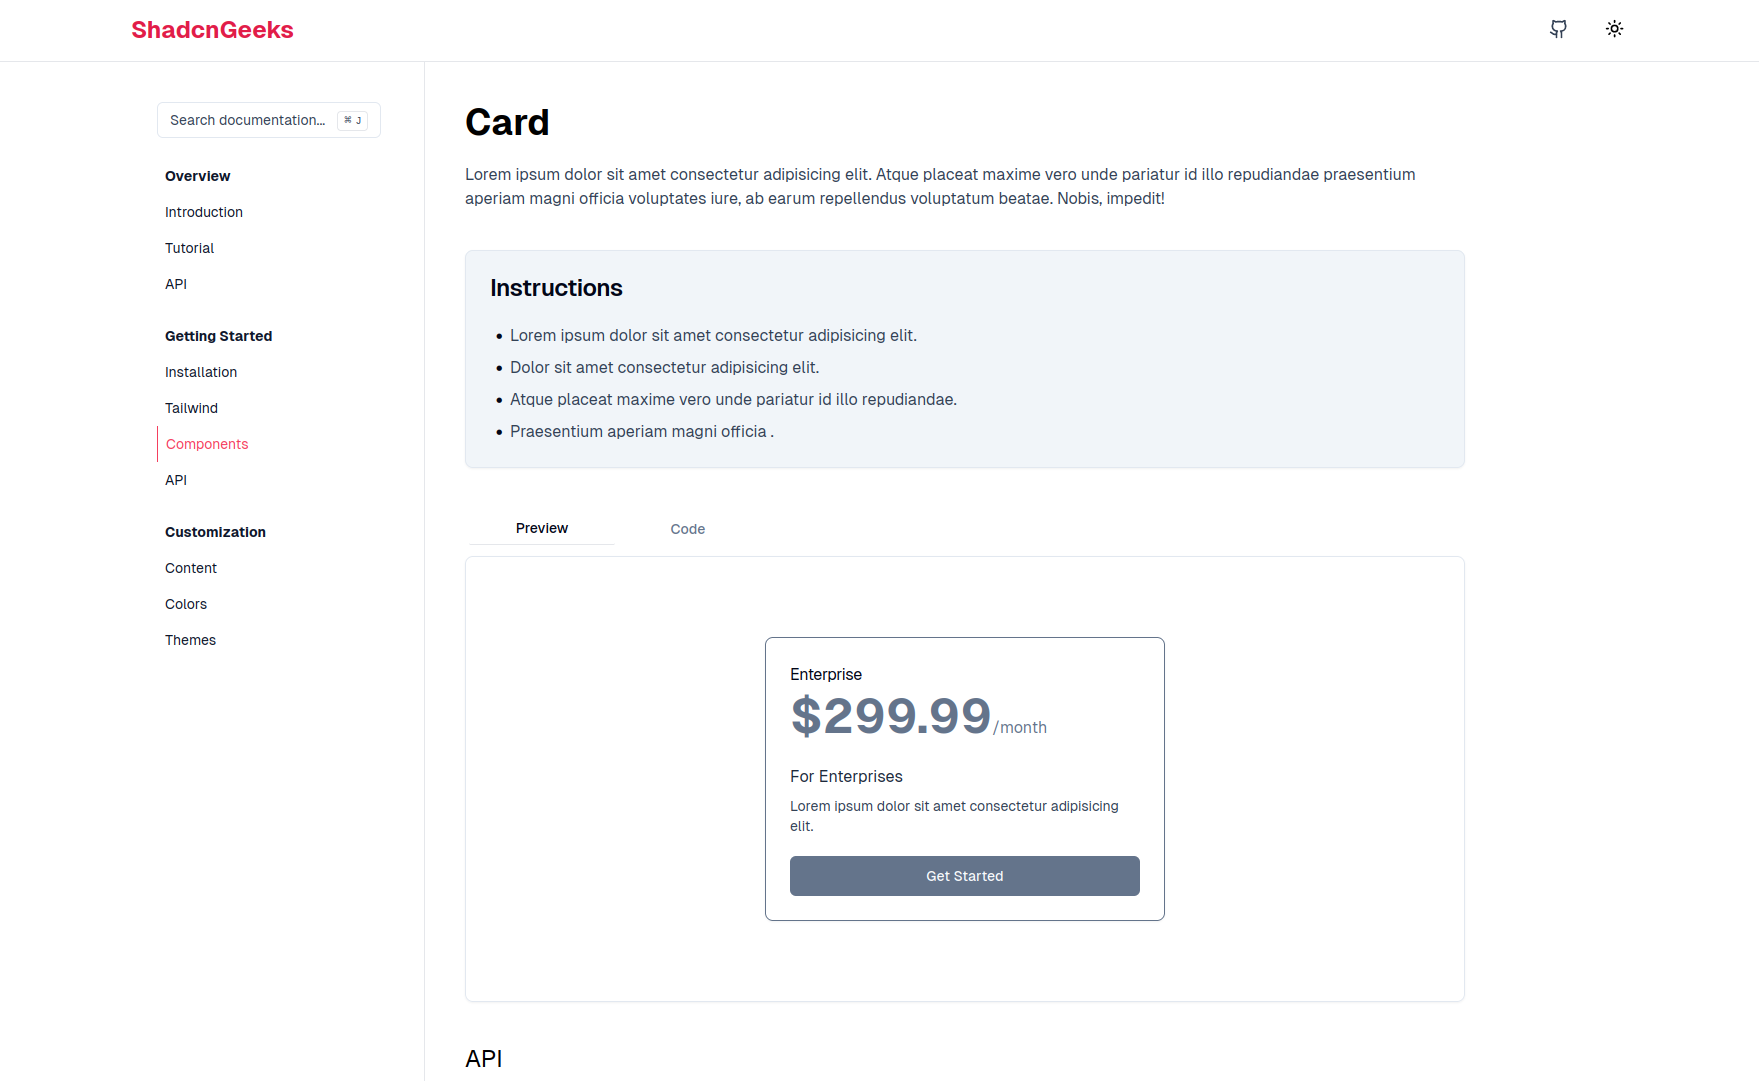 ShadcnGeeks
Search documentation... ⌘ J
Overview
Introduction
Tutorial
API
Getting Started
Installation
Tailwind
Components
API
Customization
Content
Colors
Themes
Card
Lorem ipsum dolor sit amet consectetur adipisicing elit. Atque placeat maxime vero unde pariatur id illo repudiandae praesentium
aperiam magni officia voluptates iure, ab earum repellendus voluptatum beatae. Nobis, impedit!
Instructions
• Lorem ipsum dolor sit amet consectetur adipisicing elit.
• Dolor sit amet consectetur adipisicing elit.
• Atque placeat maxime vero unde pariatur id illo repudiandae.
• Praesentium aperiam magni officia .
Preview Code
Enterprise
$299.99/month
For Enterprises
Lorem ipsum dolor sit amet consectetur adipisicing
elit.
Get Started
API